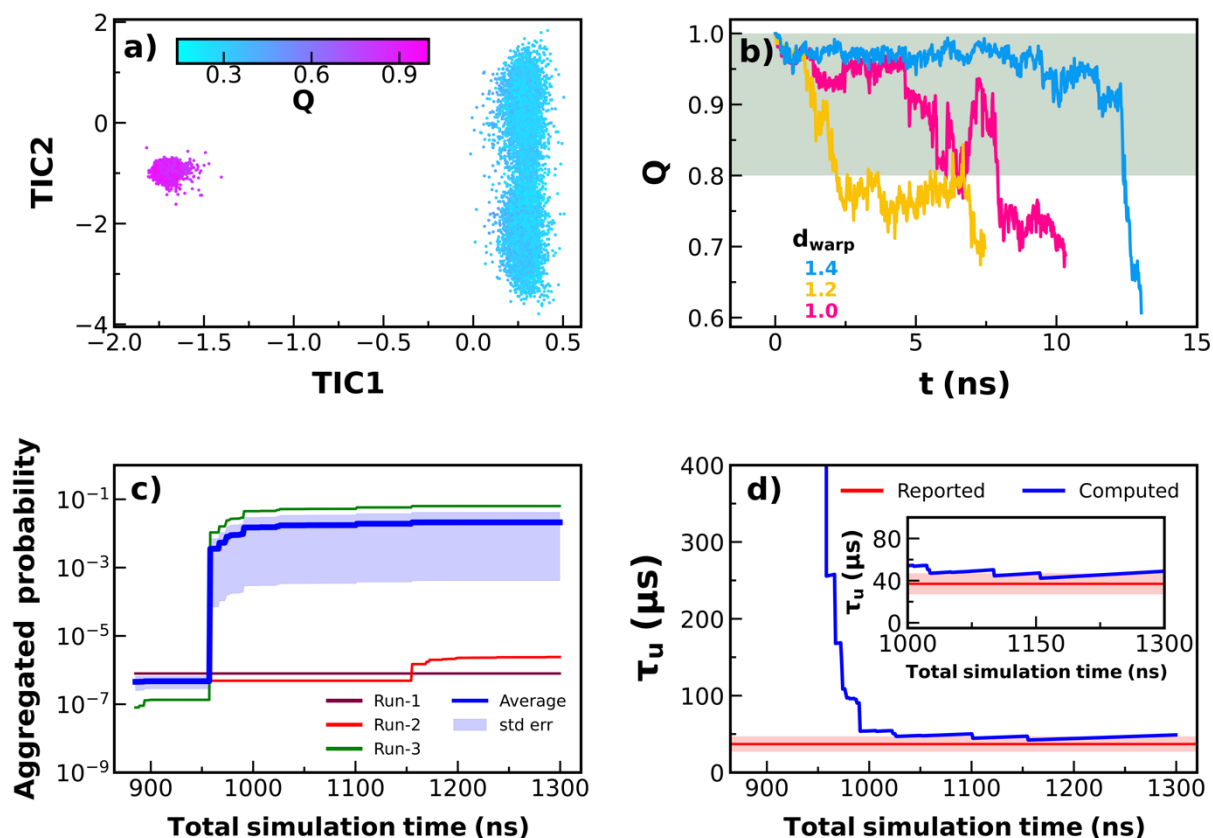 a)
0.3 0.6 0.9
Q
2
0
−2
−4
TIC2
−2.0 −1.5 −1.0 −0.5 0.0 0.5
TIC1
b)
1.0
0.9
0.8
0.7
0.6
Q
d_warp
1.4
1.2
1.0
0 5 10 15
t (ns)
c)
10⁻¹
10⁻³
10⁻⁵
10⁻⁷
10⁻⁹
Aggregated probability
Run-1
Run-2
Run-3
Average
std err
900 1000 1100 1200 1300
Total simulation time (ns)
d)
Reported Computed
400
300
200
100
0
τ_u (μs)
80
40
0
τ_u (μs)
1000 1150 1300
Total simulation time (ns)
900 1000 1100 1200 1300
Total simulation time (ns)